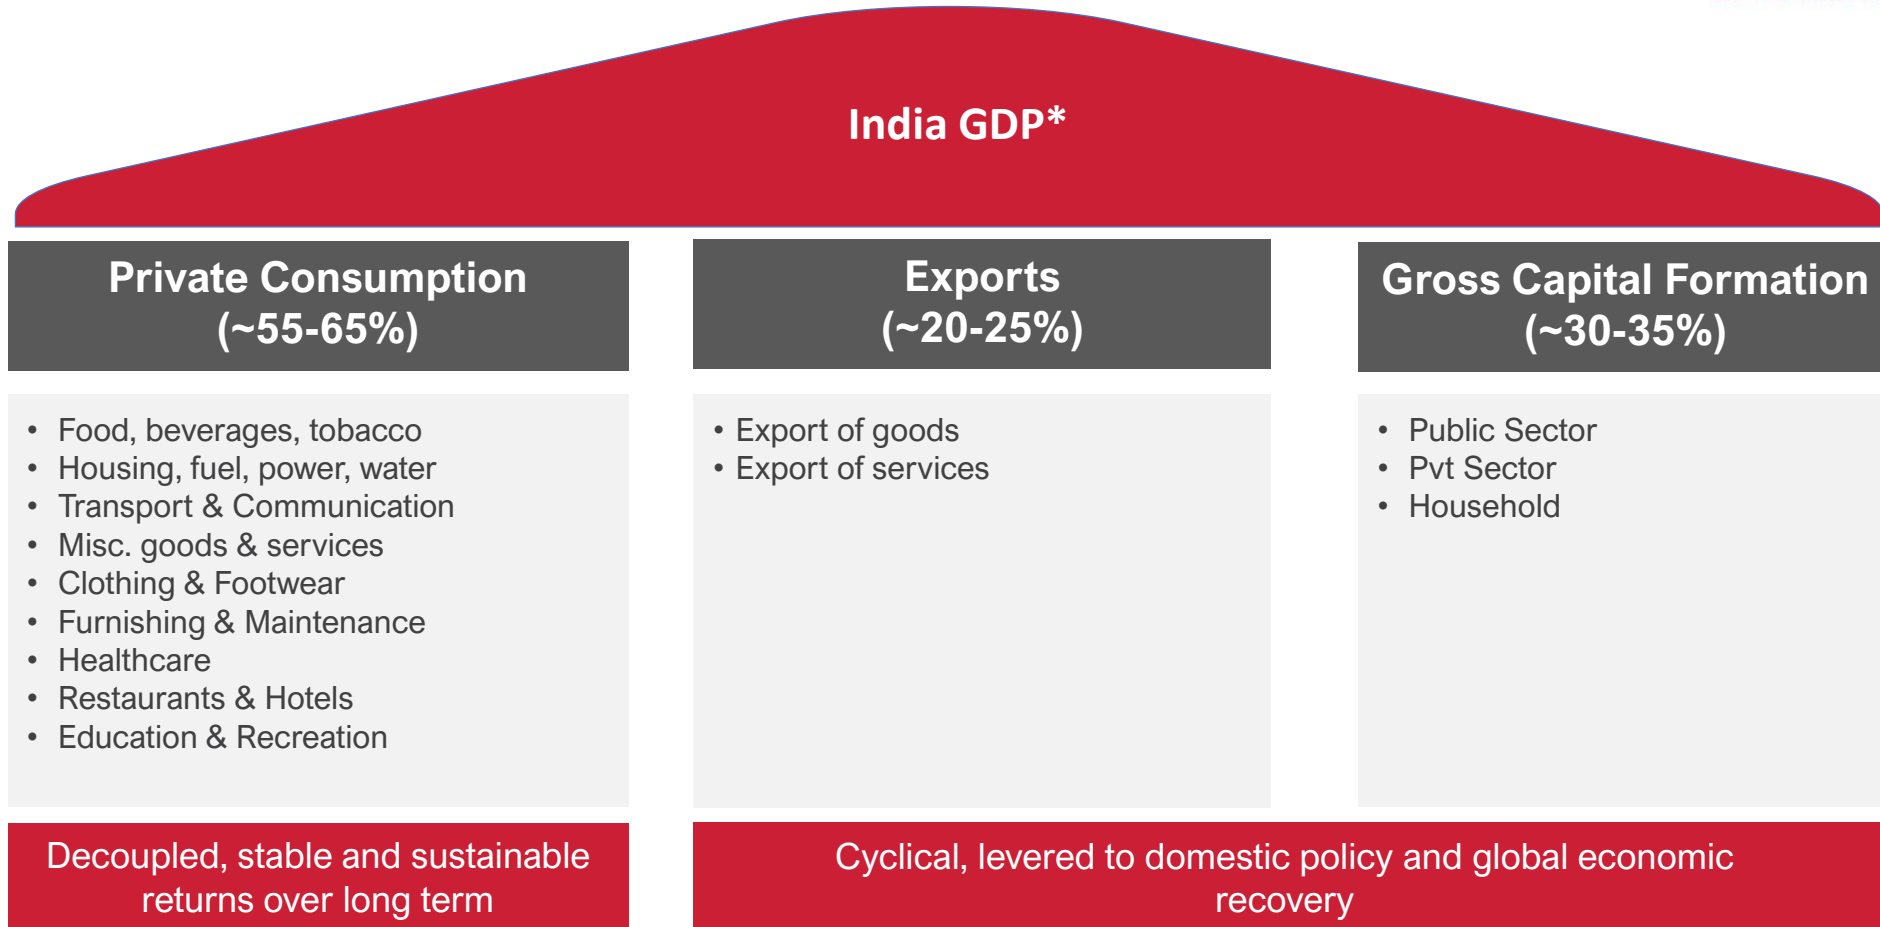 India GDP*
Private Consumption
(~55-65%)
• Food, beverages, tobacco
• Housing, fuel, power, water
• Transport & Communication
• Misc. goods & services
• Clothing & Footwear
• Furnishing & Maintenance
• Healthcare
• Restaurants & Hotels
• Education & Recreation
Decoupled, stable and sustainable
returns over long term
Exports
(~20-25%)
• Export of goods
• Export of services
Gross Capital Formation
(~30-35%)
• Public Sector
• Pvt Sector
• Household
Cyclical, levered to domestic policy and global economic
recovery